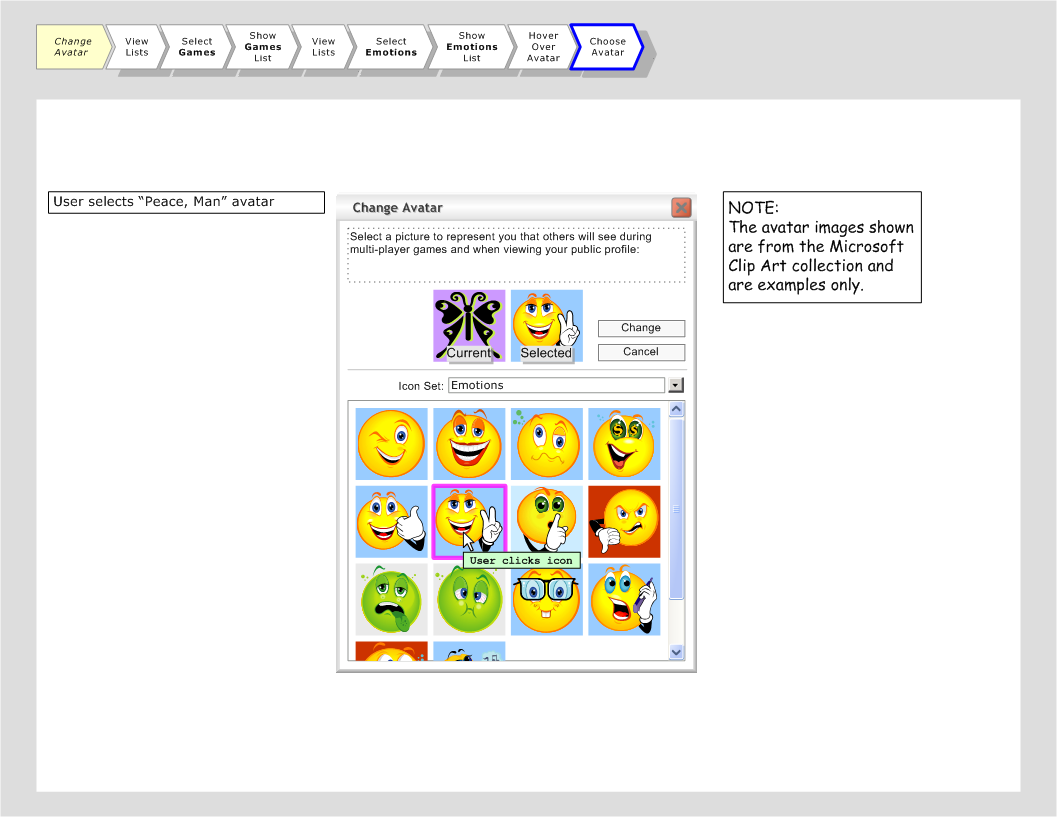 Change
Avatar
View
Lists
Select
Games
Show
Games
List
View
Lists
Select
Emotions
Show
Emotions
List
Hover
Over
Avatar
Choose
Avatar
User selects “Peace, Man” avatar
Change Avatar
Select a picture to represent you that others will see during
multi-player games and when viewing your public profile:
Current
Selected
Change
Cancel
Icon Set:
Emotions
User clicks icon
NOTE:
The avatar images shown
are from the Microsoft
Clip Art collection and
are examples only.